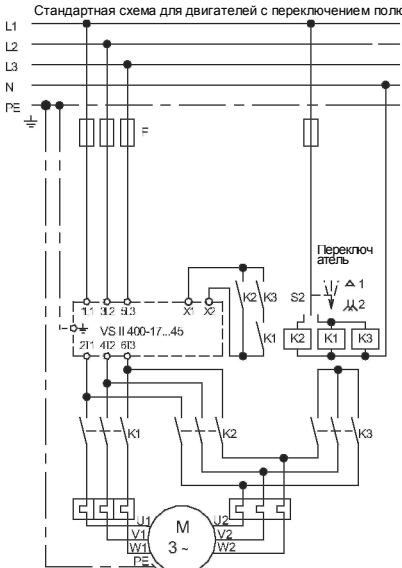 Стандартная схема для двигателей с переключением полю
L1
L2
L3
N
PE
F
Переключ
атель
S2
1
2
K2 K3
K1
1L1 3L2 5L3 X1 X2
VS II 400-17...45
2T1 4T2 6T3
K2 K1 K3
K1 K2 K3
U1 U2
V1 V2
W1 W2
PE
M
3 ~